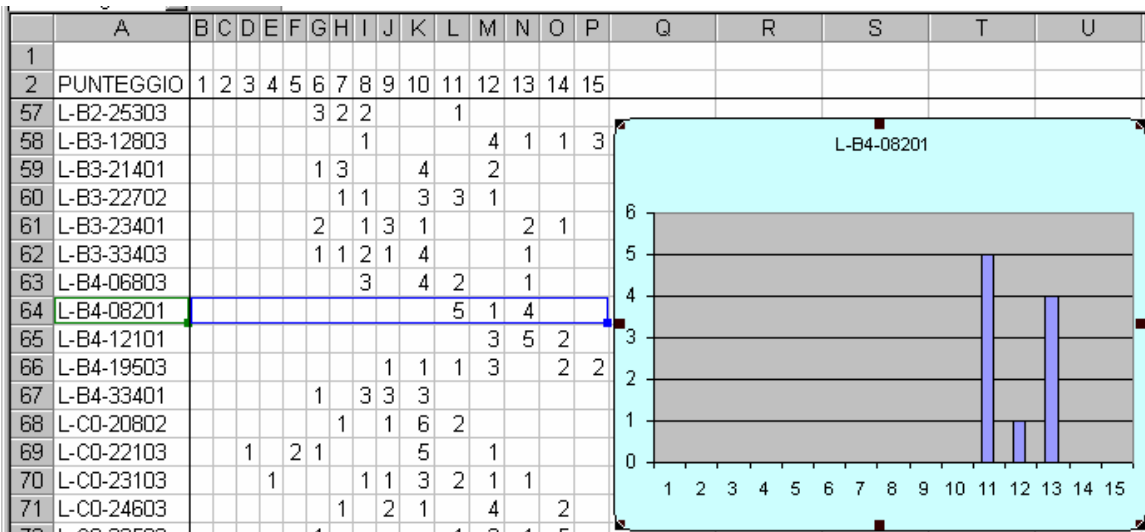 A B C D E F G H I J K L M N O P Q R S T U
1
2 PUNTEGGIO 1 2 3 4 5 6 7 8 9 10 11 12 13 14 15
57 L-B2-25303 3 2 2 1
58 L-B3-12803 1 4 1 1 3
59 L-B3-21401 1 3 4 2
60 L-B3-22702 1 1 3 3 1
61 L-B3-23401 2 1 3 1 2 1
62 L-B3-33403 1 1 2 1 4 1
63 L-B4-06803 3 4 2 1
64 L-B4-08201 5 1 4
65 L-B4-12101 3 5 2
66 L-B4-19503 1 1 1 3 2 2
67 L-B4-33401 1 3 3 3
68 L-C0-20802 1 1 6 2
69 L-C0-22103 1 2 1 5 1
70 L-C0-23103 1 1 1 3 2 1 1
71 L-C0-24603 1 2 1 4 2
L-B4-08201
6
5
4
3
2
1
0
1 2 3 4 5 6 7 8 9 10 11 12 13 14 15